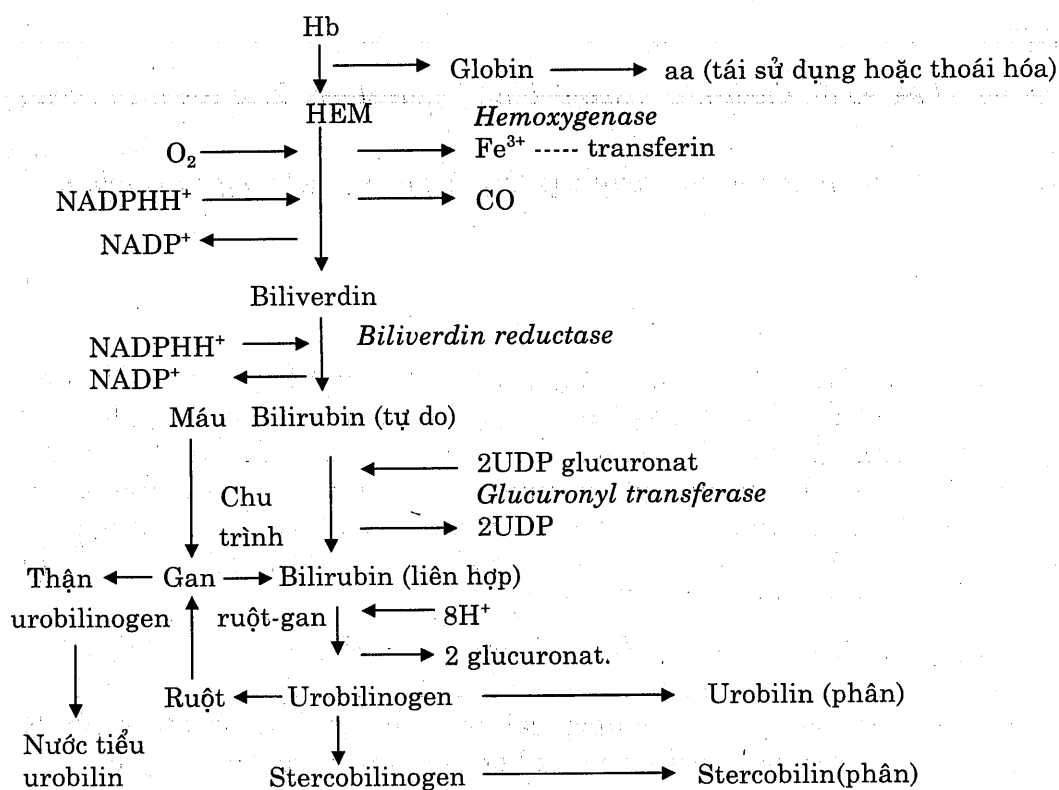 Hb
Globin aa (tái sử dụng hoặc thoái hóa)
HEM Hemoxygenase
O₂ Fe³⁺ ----- transferin
NADPHH⁺ CO
NADP⁺
Biliverdin
NADPHH⁺ Biliverdin reductase
NADP⁺
Máu Bilirubin (tự do)
2UDP glucuronat
Chu Glucuronyl transferase
trình 2UDP
Thận Gan Bilirubin (liên hợp)
urobilinogen ruột-gan 8H⁺
2 glucuronat.
Ruột Urobilinogen Urobilin (phân)
Nước tiểu
urobilin Stercobilinogen Stercobilin(phân)